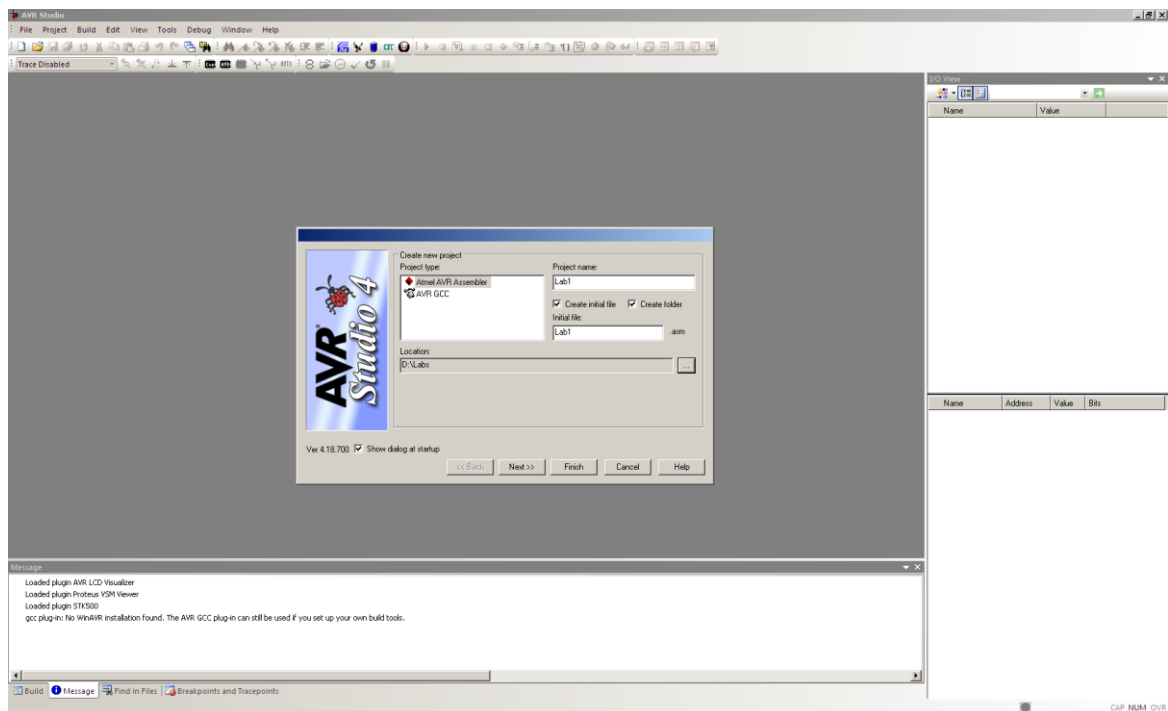 AVR Studio
File Project Build Edit View Tools Debug Window Help
Trace Disabled
I/O View
Name Value
Create new project
Project type:
Project name:
Atmel AVR Assembler
AVR GCC
Lab1
Create initial file Create folder
Initial file:
Lab1 .asm
Location:
D:\Labs
...
AVR Studio 4
Ver 4.18.700 Show dialog at startup
<< Back Next >> Finish Cancel Help
Name Address Value Bits
Message
Loaded plugin AVR LCD Visualizer
Loaded plugin Proteus VSM Viewer
Loaded plugin STK500
gcc plug-in: No WinAVR installation found. The AVR GCC plug-in can still be used if you set up your own build tools.
Build Message Find in Files Breakpoints and Tracepoints
CAP NUM OVR